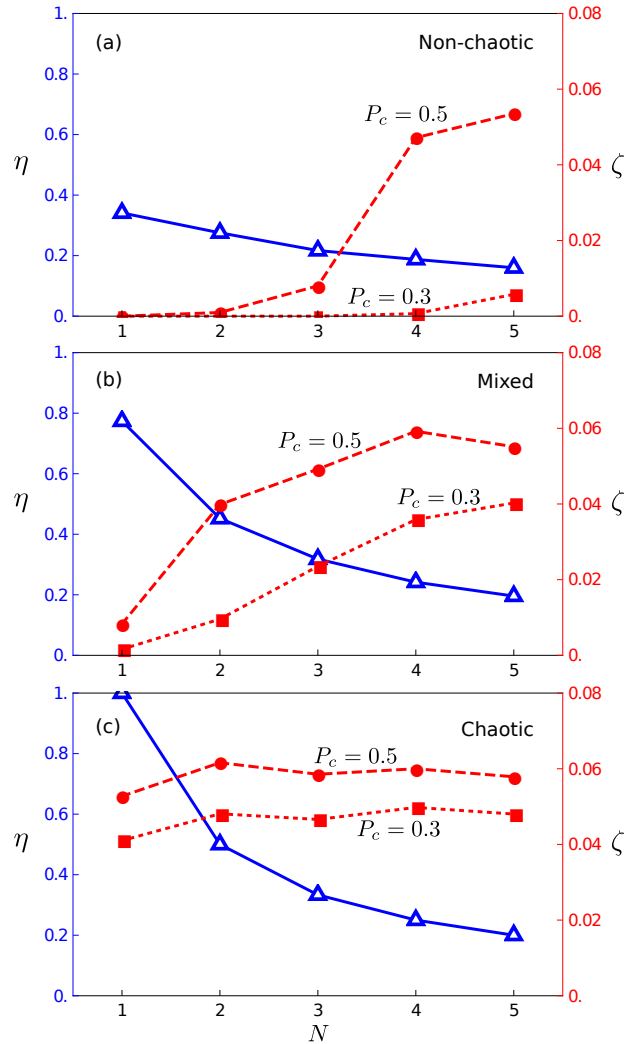 1. 0.08
(a) Non-chaotic
0.8 0.06
P_c = 0.5
0.6
η 0.04 ζ
0.4
0.02
0.2
P_c = 0.3
0. 0.
1 2 3 4 5
1. 0.08
(b) Mixed
0.8 0.06
P_c = 0.5
0.6
η P_c = 0.3 ζ
0.04
0.4
0.02
0.2
0. 0.
1 2 3 4 5
1. 0.08
(c) Chaotic
0.8 P_c = 0.5
0.06
0.6
η P_c = 0.3 ζ
0.04
0.4
0.02
0.2
0. 0.
1 2 3 4 5
N